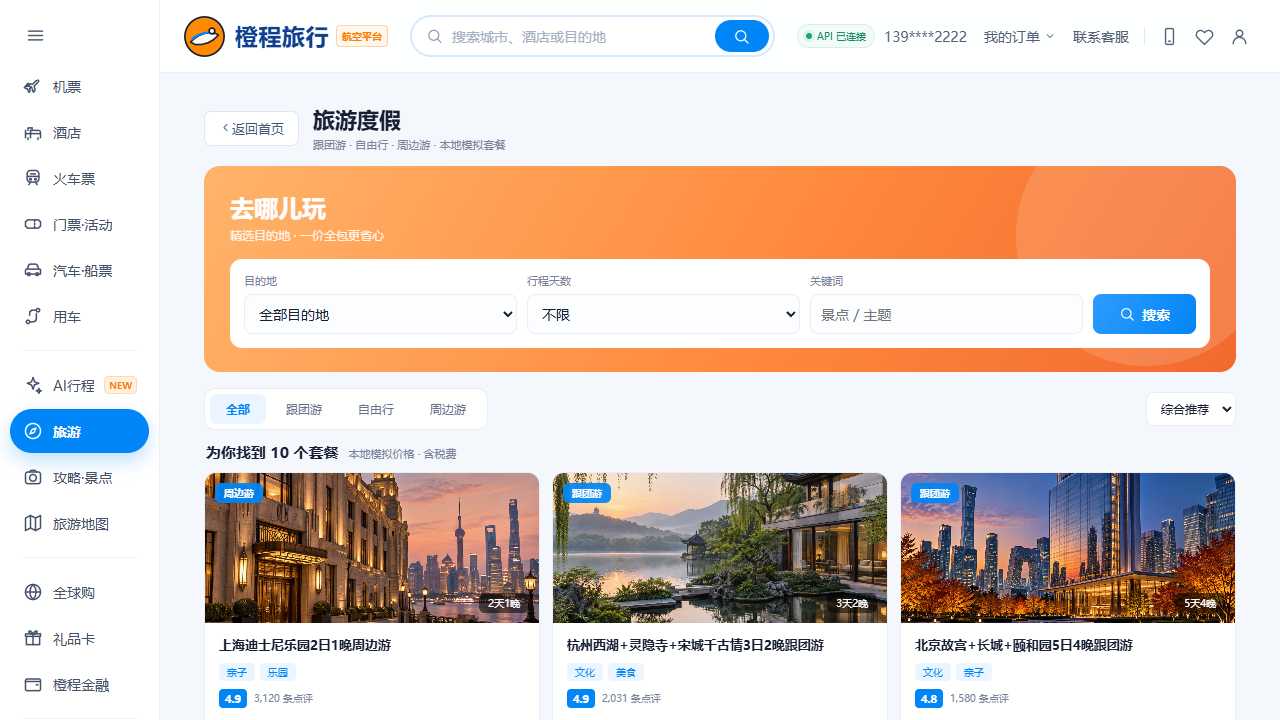 橙程旅行 航空平台
搜索城市、酒店或目的地
API 已连接 139****2222 我的订单 联系客服
机票
酒店
火车票
门票·活动
汽车·船票
用车
AI行程 NEW
旅游
攻略·景点
旅游地图
全球购
礼品卡
橙程金融
返回首页
旅游度假
跟团游 · 自由行 · 周边游 · 本地模拟套餐
去哪儿玩
精选目的地 · 一价全包更省心
目的地 行程天数 关键词
全部目的地 不限 景点 / 主题 搜索
全部 跟团游 自由行 周边游 综合推荐
为你找到 10 个套餐 本地模拟价格 · 含税费
周边游 跟团游 跟团游
2天1晚 3天2晚 5天4晚
上海迪士尼乐园2日1晚周边游
亲子 乐园
4.9 3,120 条点评
杭州西湖+灵隐寺+宋城千古情3日2晚跟团游
文化 美食
4.9 2,031 条点评
北京故宫+长城+颐和园5日4晚跟团游
文化 亲子
4.8 1,580 条点评